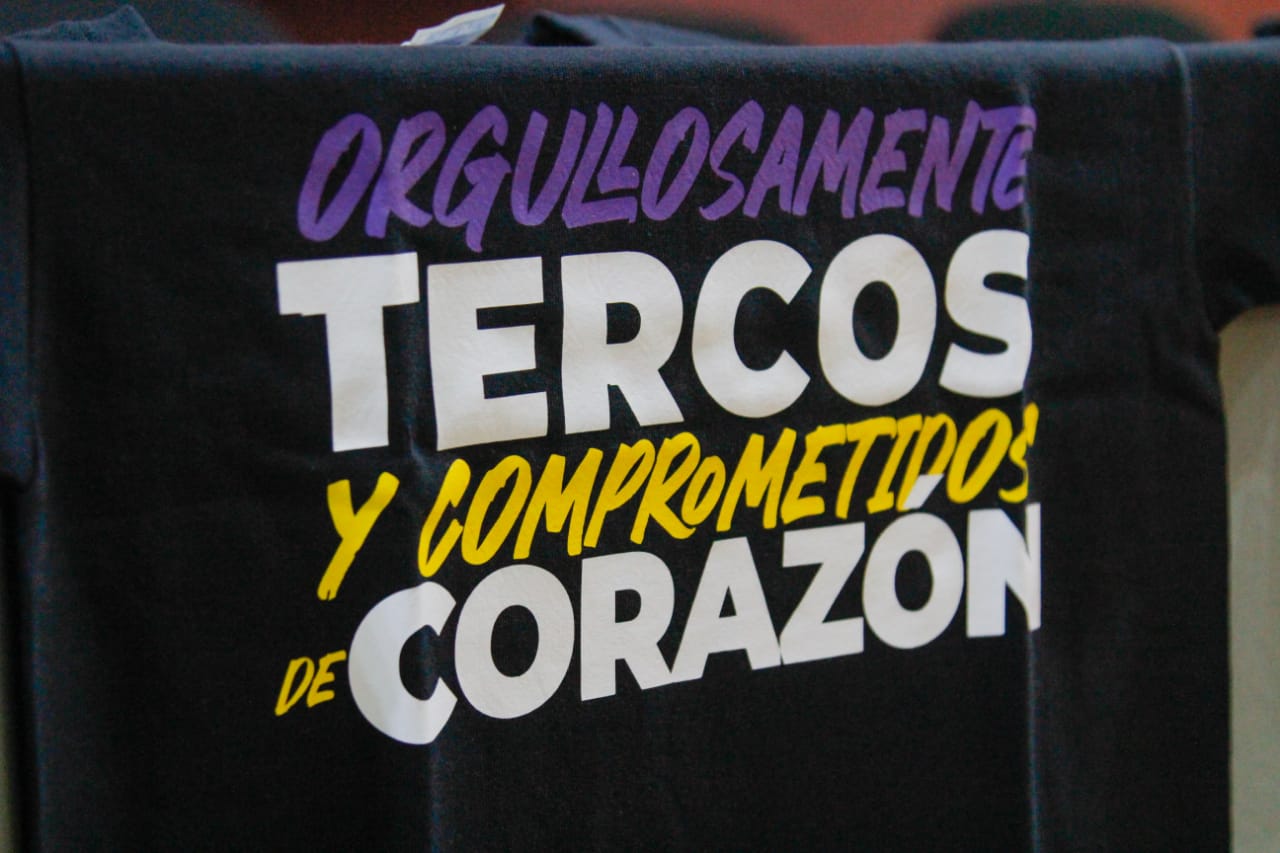 ORGULLOSAMENTE
TERCOS
Y COMPROMETIDOS
DE CORAZÓN